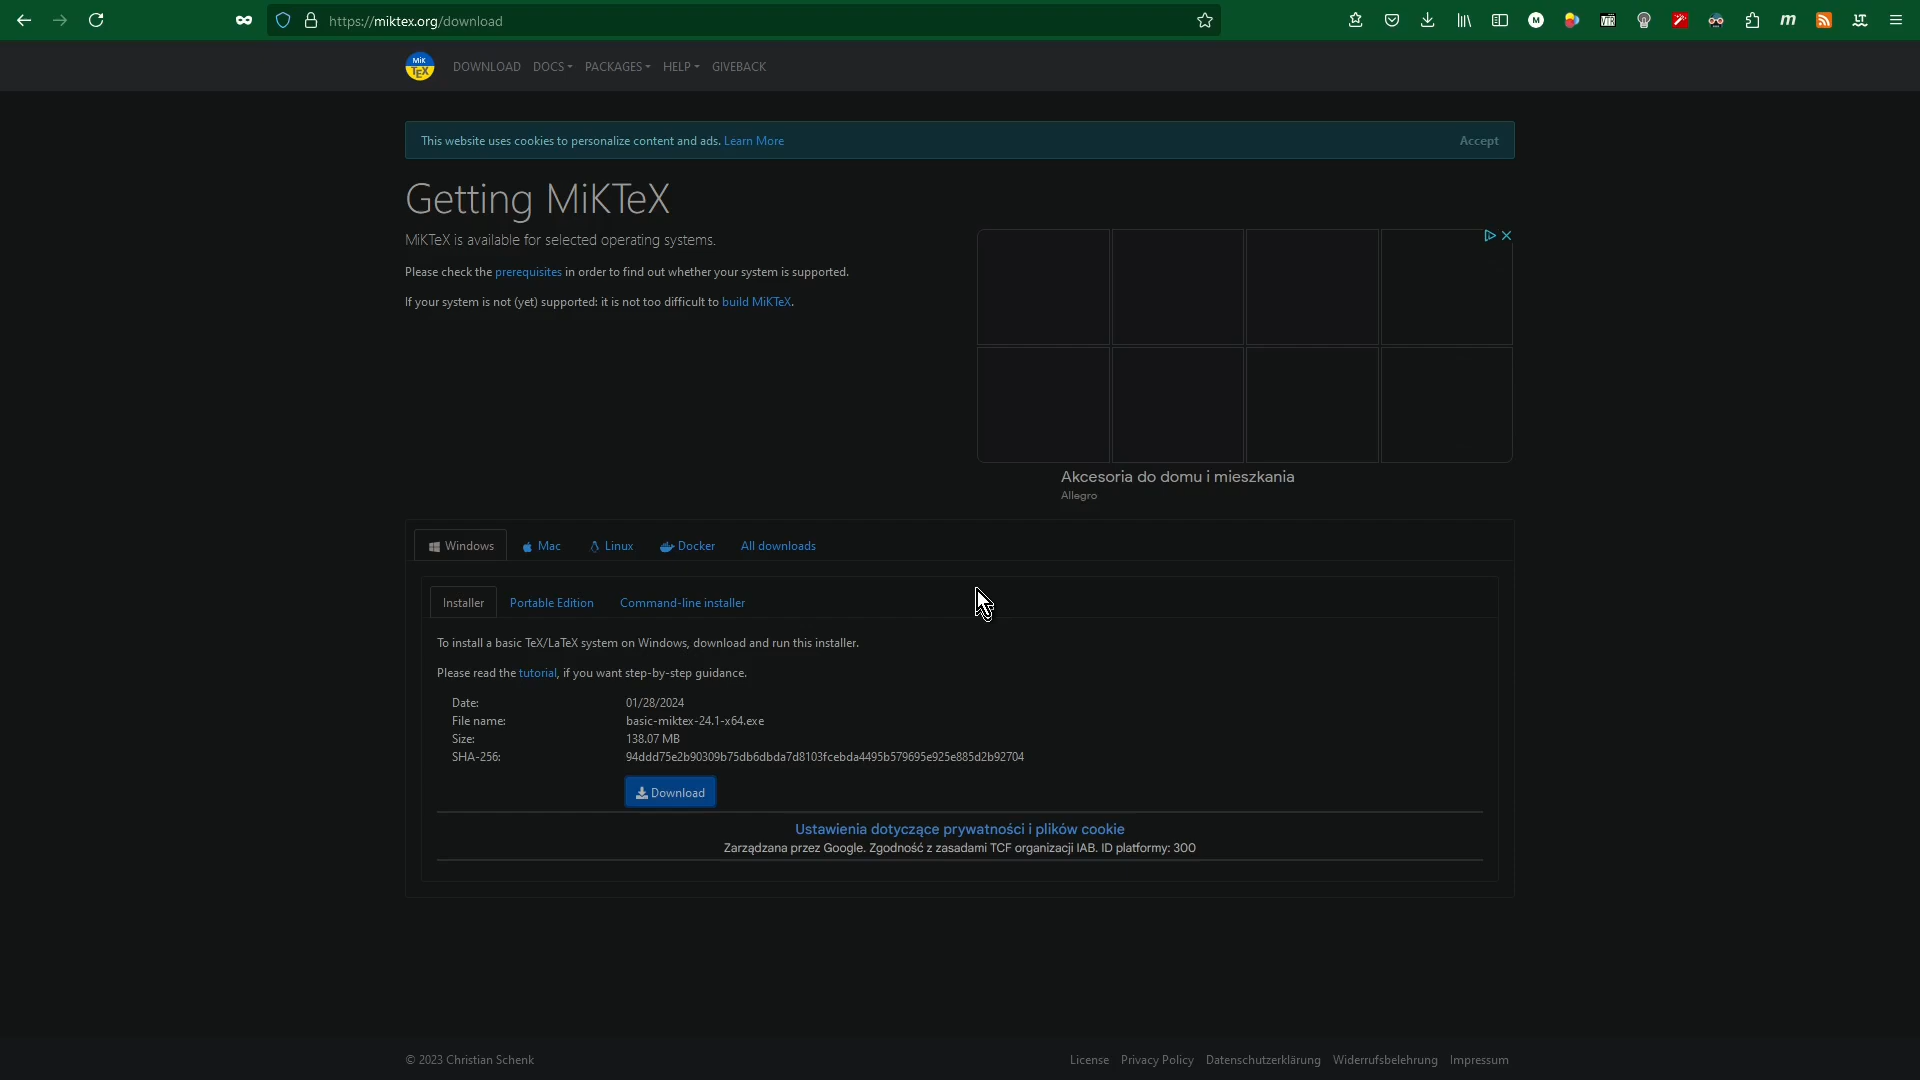 https://miktex.org/download
MiK
TEX
DOWNLOAD DOCS PACKAGES HELP GIVEBACK
This website uses cookies to personalize content and ads. Learn More
Accept
Getting MiKTeX
MiKTeX is available for selected operating systems.
Please check the prerequisites in order to find out whether your system is supported.
If your system is not (yet) supported: it is not too difficult to build MiKTeX.
Akcesoria do domu i mieszkania
Allegro
Windows Mac Linux Docker All downloads
Installer Portable Edition Command-line installer
To install a basic TeX/LaTeX system on Windows, download and run this installer.
Please read the tutorial, if you want step-by-step guidance.
Date: 01/28/2024
File name: basic-miktex-24.1-x64.exe
Size: 138.07 MB
SHA-256: 94ddd75e2b90309b75db6dbda7d8103fcebda4495b579695e925e885d2b92704
Download
Ustawienia dotyczące prywatności i plików cookie
Zarządzana przez Google. Zgodność z zasadami TCF organizacji IAB. ID platformy: 300
© 2023 Christian Schenk
License Privacy Policy Datenschutzerklärung Widerrufsbelehrung Impressum